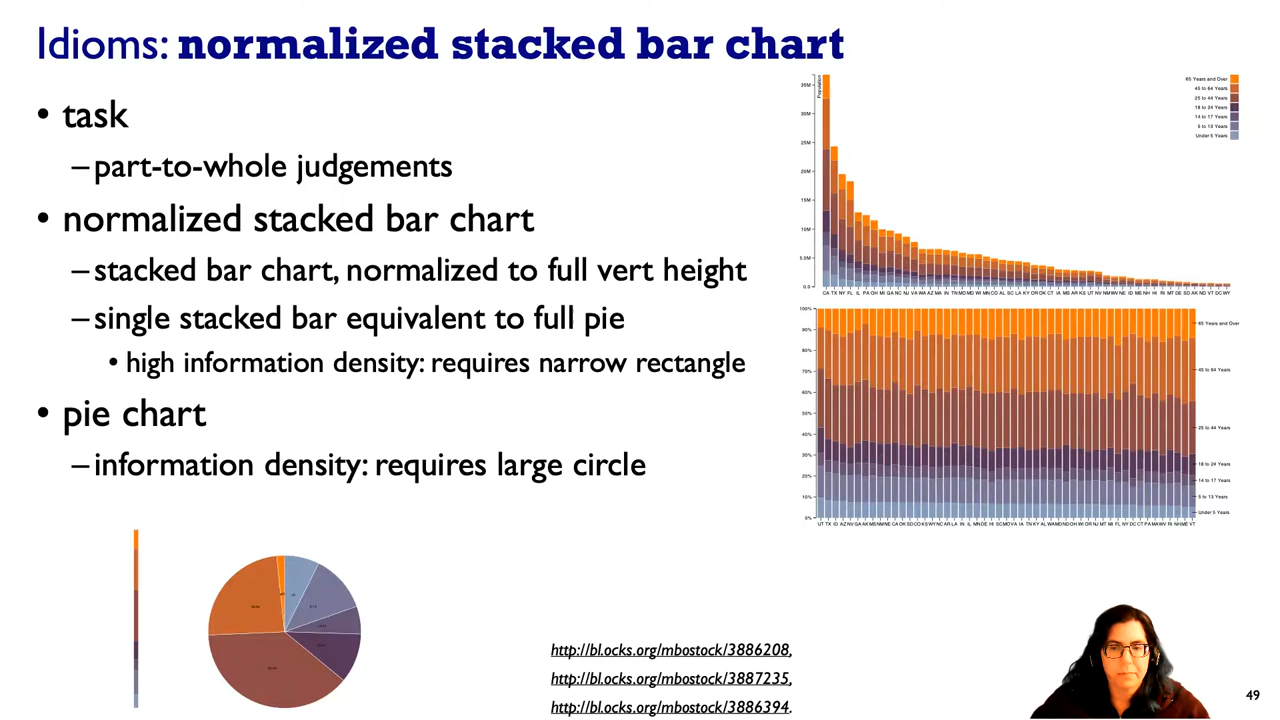 Idioms: normalized stacked bar chart
• task
–part-to-whole judgements
• normalized stacked bar chart
–stacked bar chart, normalized to full vert height
–single stacked bar equivalent to full pie
• high information density: requires narrow rectangle
• pie chart
–information density: requires large circle
Population
35M
30M
25M
20M
15M
10M
5.0M
0.0
65 Years and Over
45 to 64 Years
25 to 44 Years
18 to 24 Years
14 to 17 Years
5 to 13 Years
Under 5 Years
100%
90%
80%
70%
60%
50%
40%
30%
20%
10%
0%
65 Years and Over
45 to 64 Years
25 to 44 Years
18 to 24 Years
14 to 17 Years
5 to 13 Years
Under 5 Years
http://bl.ocks.org/mbostock/3886208,
http://bl.ocks.org/mbostock/3887235,
http://bl.ocks.org/mbostock/3886394.
49